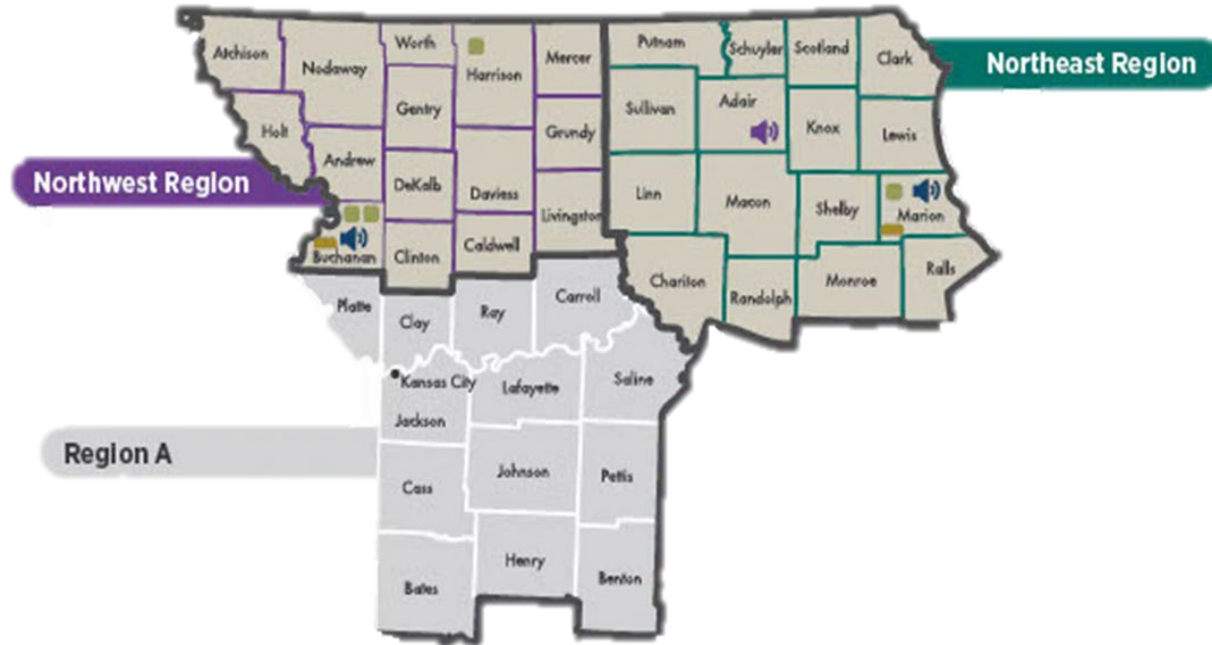 Atchison
Nodaway
Worth
Harrison
Mercer
Putnam
Schuyler
Scotland
Clark
Northeast Region
Gentry
Sullivan
Adair
Holt
Grundy
Knox
Lewis
Andrew
Northwest Region
DeKalb
Daviess
Linn
Macon
Shelby
Marion
Livingston
Buchanan
Clinton
Caldwell
Chariton
Randolph
Monroe
Ralls
Platte
Clay
Ray
Carroll
Kansas City
Lafayette
Saline
Jackson
Region A
Cass
Johnson
Pettis
Bates
Henry
Benton